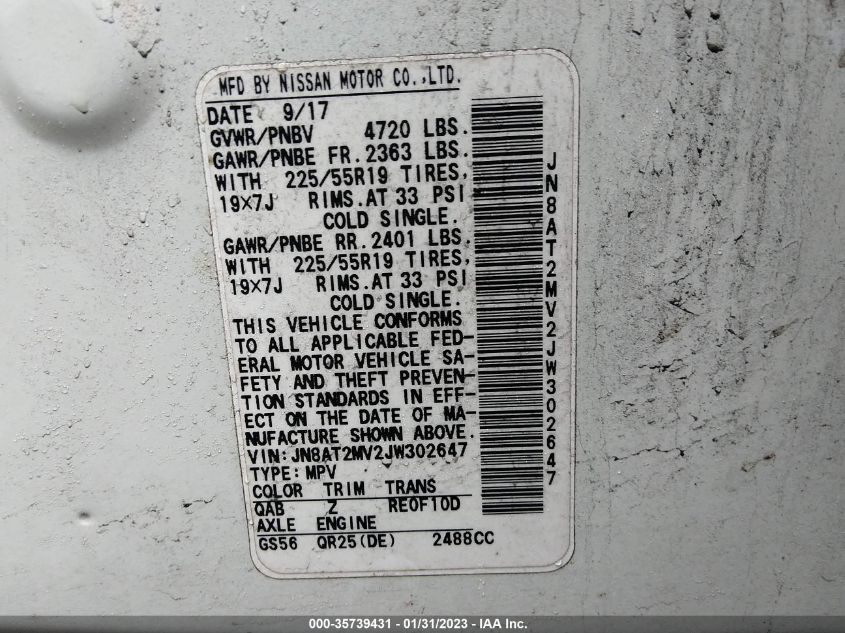 MFD BY NISSAN MOTOR CO.,LTD.
DATE 9/17
GVWR/PNBV 4720 LBS.
GAWR/PNBE FR.2363 LBS.
WITH 225/55R19 TIRES,
19X7J RIMS.AT 33 PSI
COLD SINGLE.
GAWR/PNBE RR.2401 LBS.
WITH 225/55R19 TIRES,
19X7J RIMS.AT 33 PSI
COLD SINGLE.
THIS VEHICLE CONFORMS
TO ALL APPLICABLE FED-
ERAL MOTOR VEHICLE SA-
FETY AND THEFT PREVEN-
TION STANDARDS IN EFF-
ECT ON THE DATE OF MA-
NUFACTURE SHOWN ABOVE.
VIN:JN8AT2MV2JW302647
TYPE:MPV
COLOR TRIM TRANS
QAB Z RE0F10D
AXLE ENGINE
GS56 QR25(DE) 2488CC
JN8AT2MV2JW302647
000-35739431 - 01/31/2023 - IAA Inc.